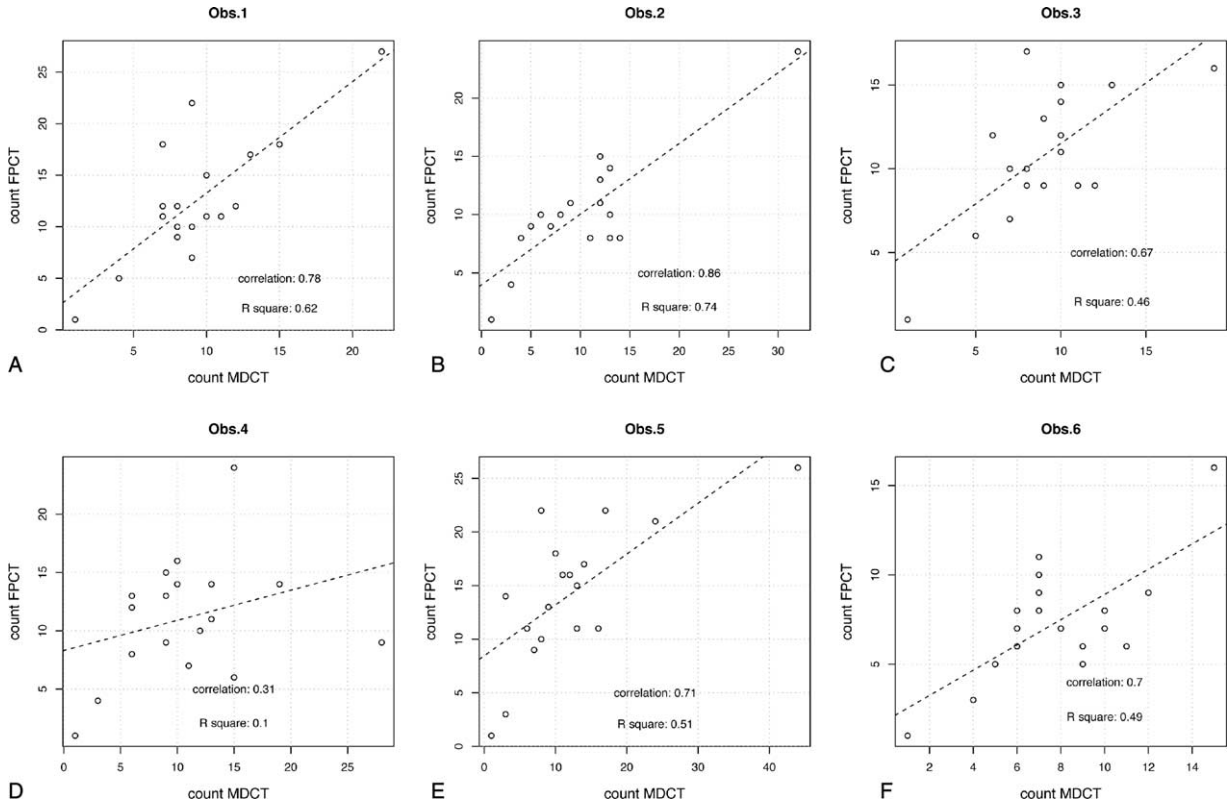 Obs.1
25
20
15
10
5
0
count FPCT
correlation: 0.78
R square: 0.62
5
10
15
20
count MDCT
A
Obs.2
20
15
10
5
count FPCT
correlation: 0.86
R square: 0.74
0
5
10
15
20
25
30
count MDCT
B
Obs.3
15
10
5
count FPCT
correlation: 0.67
R square: 0.46
5
10
15
count MDCT
C
Obs.4
20
15
10
5
count FPCT
correlation: 0.31
R square: 0.1
0
5
10
15
20
25
count MDCT
D
Obs.5
25
20
15
10
5
0
count FPCT
correlation: 0.71
R square: 0.51
0
10
20
30
40
count MDCT
E
Obs.6
15
10
5
count FPCT
correlation: 0.7
R square: 0.49
2
4
6
8
10
12
14
count MDCT
F